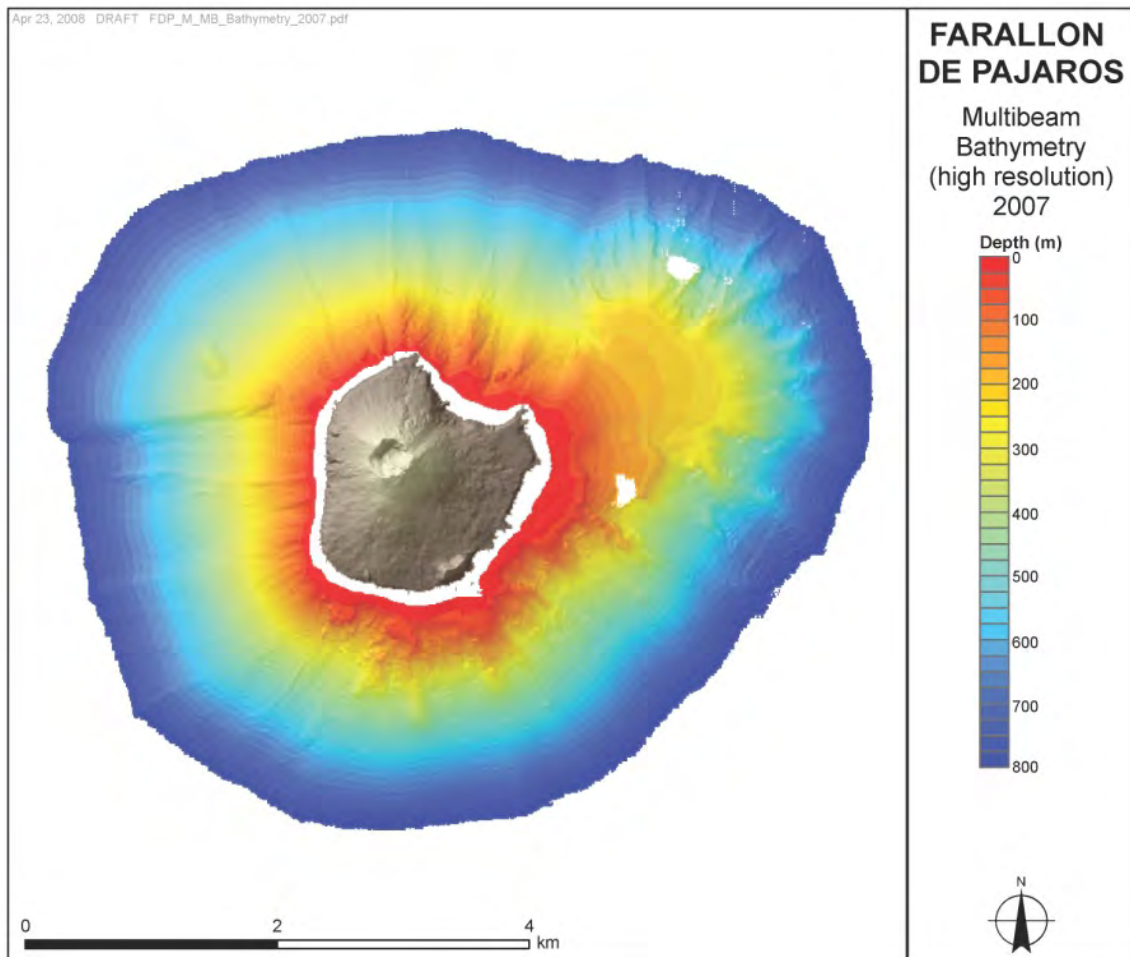 Apr 23, 2008 DRAFT FDP_M_MB_Bathymetry_2007.pdf
FARALLON
DE PAJAROS
Multibeam
Bathymetry
(high resolution)
2007
Depth (m)
0
100
200
300
400
500
600
700
800
N
0 2 4
km